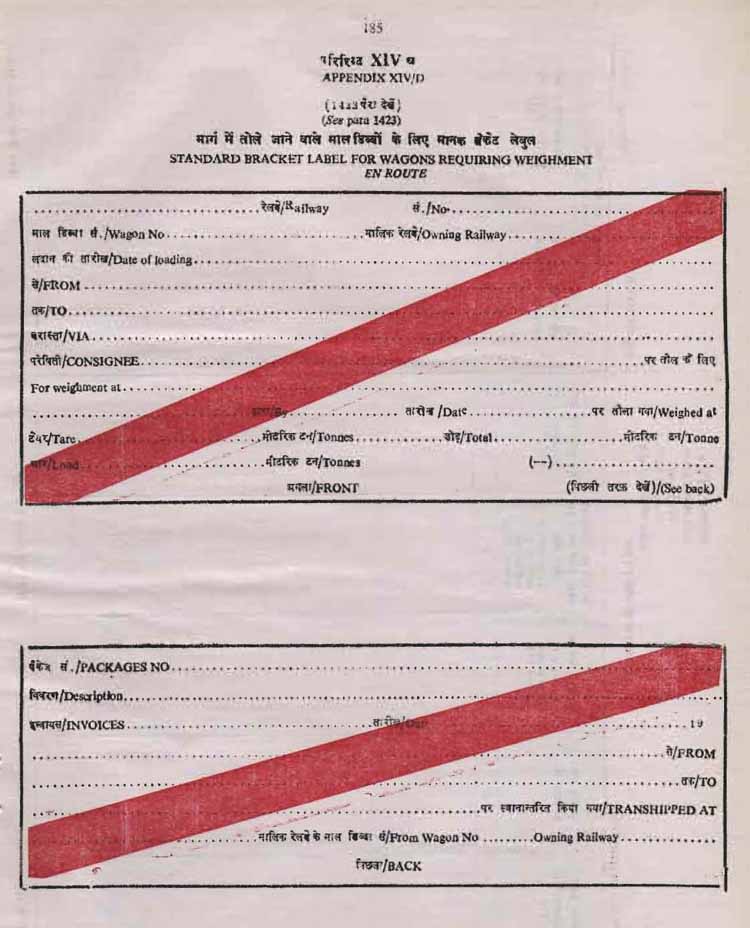 185
परिशिष्ट XIV घ
APPENDIX XIV/D
(1423 पैरा देखें)
(See para 1423)
मार्ग में तोले जाने वाले माल डिब्बों के लिए मानक ब्रेकेट लेबुल
STANDARD BRACKET LABEL FOR WAGONS REQUIRING WEIGHMENT
EN ROUTE
..............................रेलवे/Railway सं./No..............................
माल डिब्बा सं./Wagon No..............................मालिक रेलवे/Owning Railway..............................
लदान की तारीख/Date of loading..............................
से/FROM..............................
तक/TO..............................
बरास्ता/VIA..............................
परेषिती/CONSIGNEE..............................पर तौल के लिए
For weighment at..............................
..............................द्वारा/By....................तारीख /Date....................पर तोला गया/Weighed at
टेयर/Tare....................मीटरिक टन/Tonnes....................जोड़/Total....................मीटरिक टन/Tonne
भार/Load....................मीटरिक टन/Tonnes (--)....................
अगला/FRONT (पिछली तरफ देखें)/(See back)
पैकेज सं./PACKAGES NO..............................
विवरण/Description..............................
इन्वायस/INVOICES..............................तारीख/Date..............................19
..............................से/FROM
..............................तक/TO
..............................पर स्थानान्तरित किया गया/TRANSHIPPED AT
..............................मालिक रेलवे के माल डिब्बा सं/From Wagon No .........Owning Railway.............
पिछला/BACK